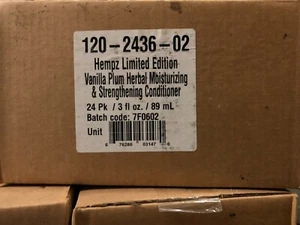 120-2436-02
Hempz Limited Edition
Vanilla Plum Herbal Moisturizing
& Strengthening Conditioner
24 Pk / 3 fl oz. / 89 mL
Batch code: 7F0602
Unit